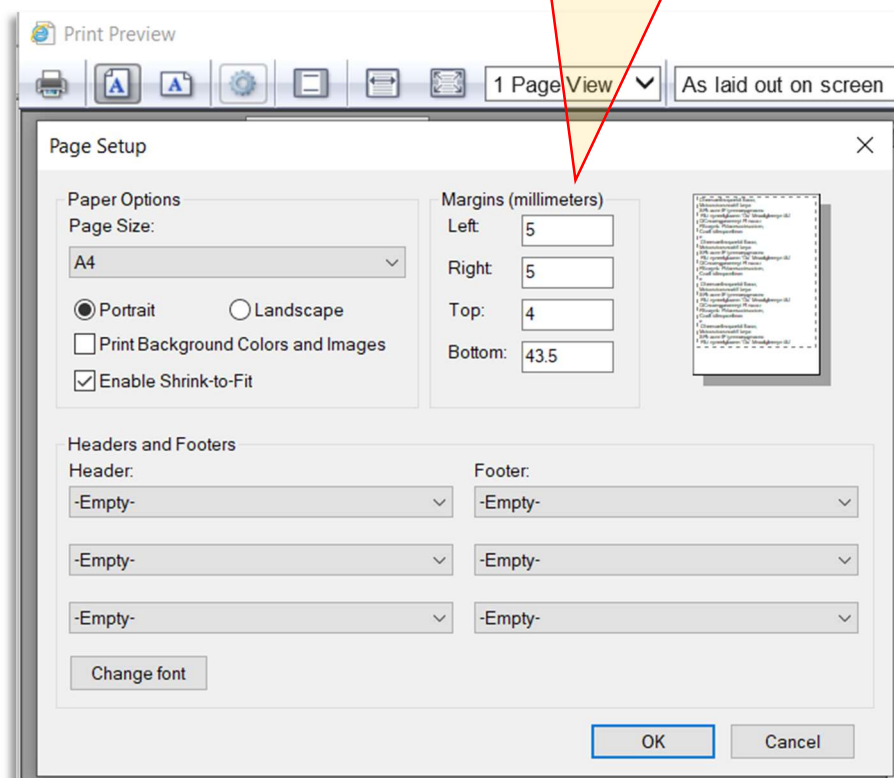 Print Preview
1 Page View
As laid out on screen
Page Setup
Paper Options
Page Size:
A4
Portrait
Landscape
Print Background Colors and Images
Enable Shrink-to-Fit
Margins (millimeters)
Left:
5
Right:
5
Top:
4
Bottom:
43.5
Headers and Footers
Header:
Footer:
-Empty-
-Empty-
-Empty-
-Empty-
-Empty-
-Empty-
Change font
OK
Cancel